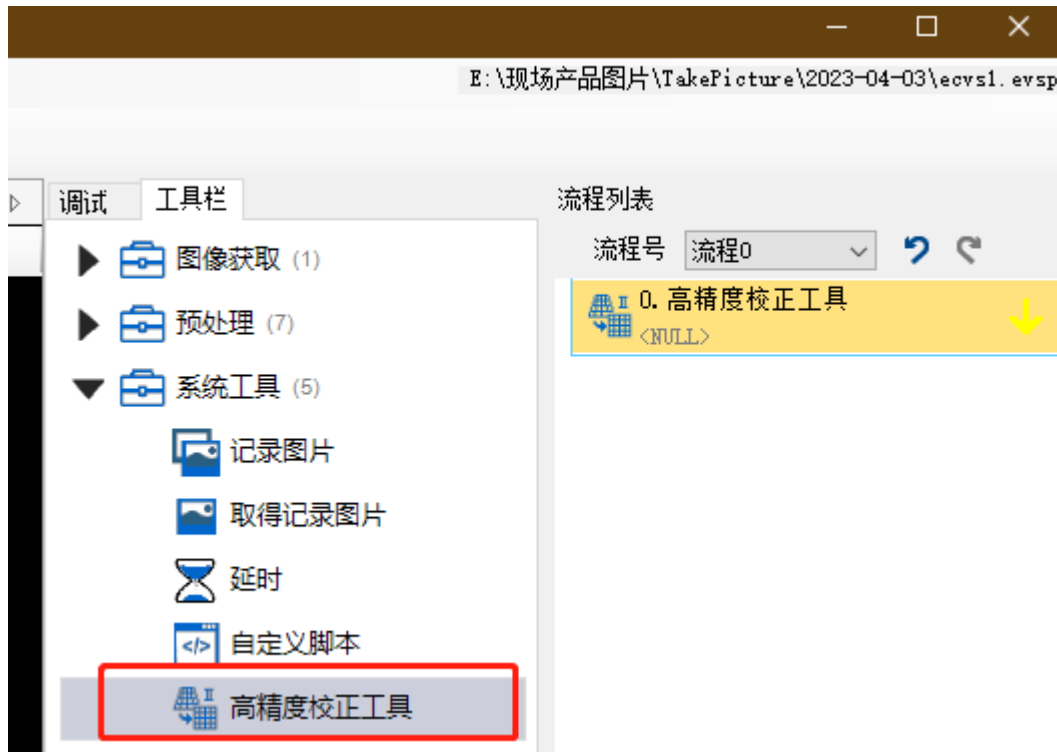 E:\现场产品图片\TakePicture\2023-04-03\ecvs1.evsp
调试 工具栏
流程列表
图像获取 (1)
流程号 流程0
预处理 (7)
0. 高精度校正工具
<NULL>
系统工具 (5)
记录图片
取得记录图片
延时
自定义脚本
高精度校正工具